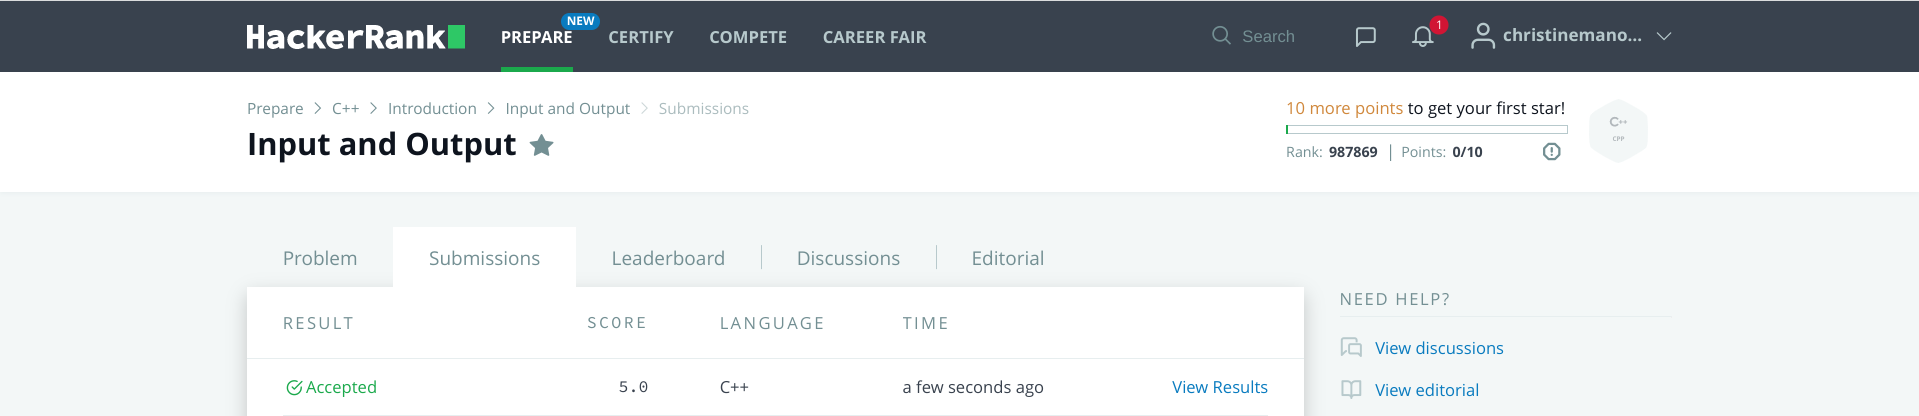 HackerRank PREPARE NEW CERTIFY COMPETE CAREER FAIR Search 1 christinemano...
Prepare > C++ > Introduction > Input and Output > Submissions
Input and Output
10 more points to get your first star!
Rank: 987869 | Points: 0/10
C++
CPP
Problem Submissions Leaderboard Discussions Editorial
RESULT SCORE LANGUAGE TIME
Accepted 5.0 C++ a few seconds ago View Results
NEED HELP?
View discussions
View editorial